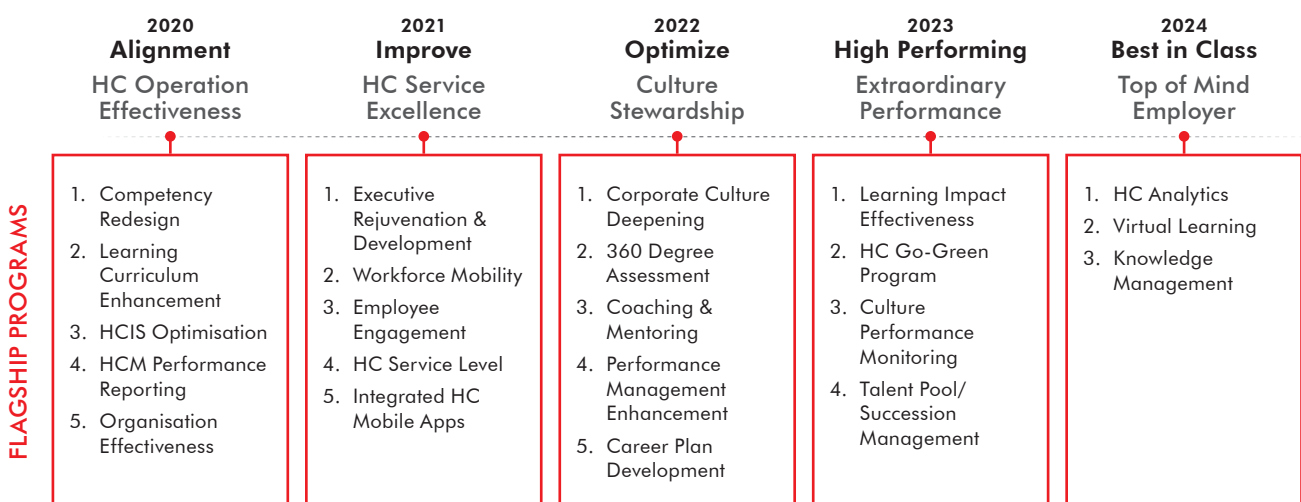 2020
Alignment
HC Operation
Effectiveness
2021
Improve
HC Service
Excellence
2022
Optimize
Culture
Stewardship
2023
High Performing
Extraordinary
Performance
2024
Best in Class
Top of Mind
Employer
FLAGSHIP PROGRAMS
1. Competency
Redesign
2. Learning
Curriculum
Enhancement
3. HCIS Optimisation
4. HCM Performance
Reporting
5. Organisation
Effectiveness
1. Executive
Rejuvenation &
Development
2. Workforce Mobility
3. Employee
Engagement
4. HC Service Level
5. Integrated HC
Mobile Apps
1. Corporate Culture
Deepening
2. 360 Degree
Assessment
3. Coaching &
Mentoring
4. Performance
Management
Enhancement
5. Career Plan
Development
1. Learning Impact
Effectiveness
2. HC Go-Green
Program
3. Culture
Performance
Monitoring
4. Talent Pool/
Succession
Management
1. HC Analytics
2. Virtual Learning
3. Knowledge
Management